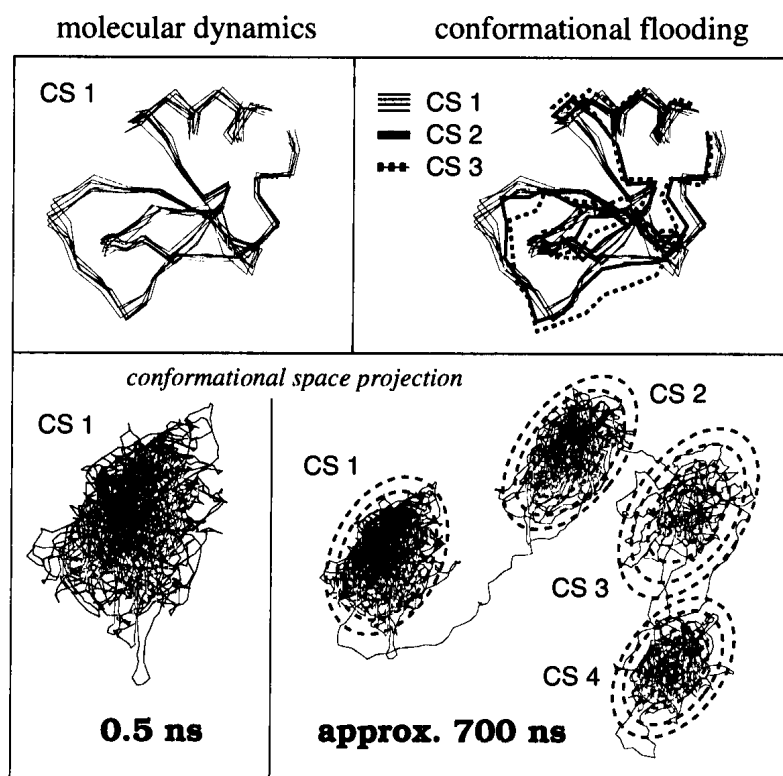 molecular dynamics
conformational flooding
CS 1
CS 1
CS 2
CS 3
conformational space projection
CS 1
CS 1
CS 2
CS 3
CS 4
0.5 ns
approx. 700 ns